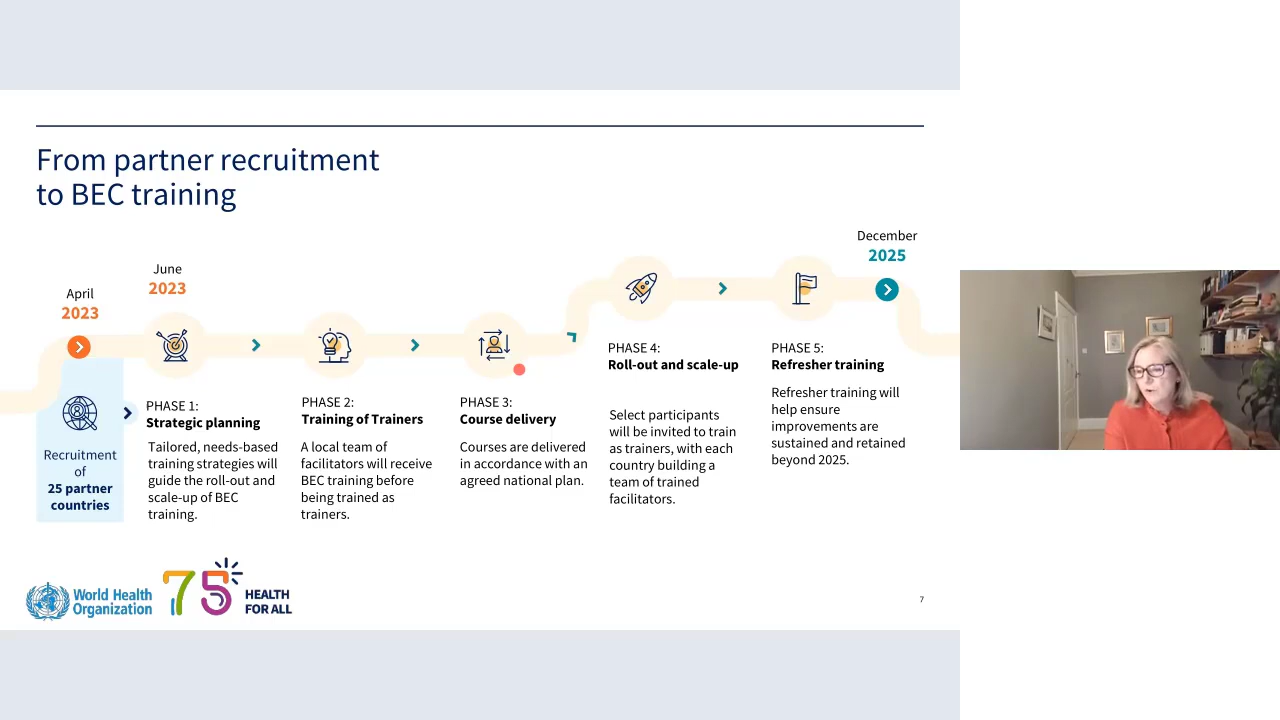 From partner recruitment
to BEC training
April
2023
June
2023
December
2025
Recruitment
of
25 partner
countries
PHASE 1:
Strategic planning
Tailored, needs-based
training strategies will
guide the roll-out and
scale-up of BEC
training.
PHASE 2:
Training of Trainers
A local team of
facilitators will receive
BEC training before
being trained as
trainers.
PHASE 3:
Course delivery
Courses are delivered
in accordance with an
agreed national plan.
PHASE 4:
Roll-out and scale-up
Select participants
will be invited to train
as trainers, with each
country building a
team of trained
facilitators.
PHASE 5:
Refresher training
Refresher training will
help ensure
improvements are
sustained and retained
beyond 2025.
World Health
Organization
75
HEALTH
FOR ALL
7